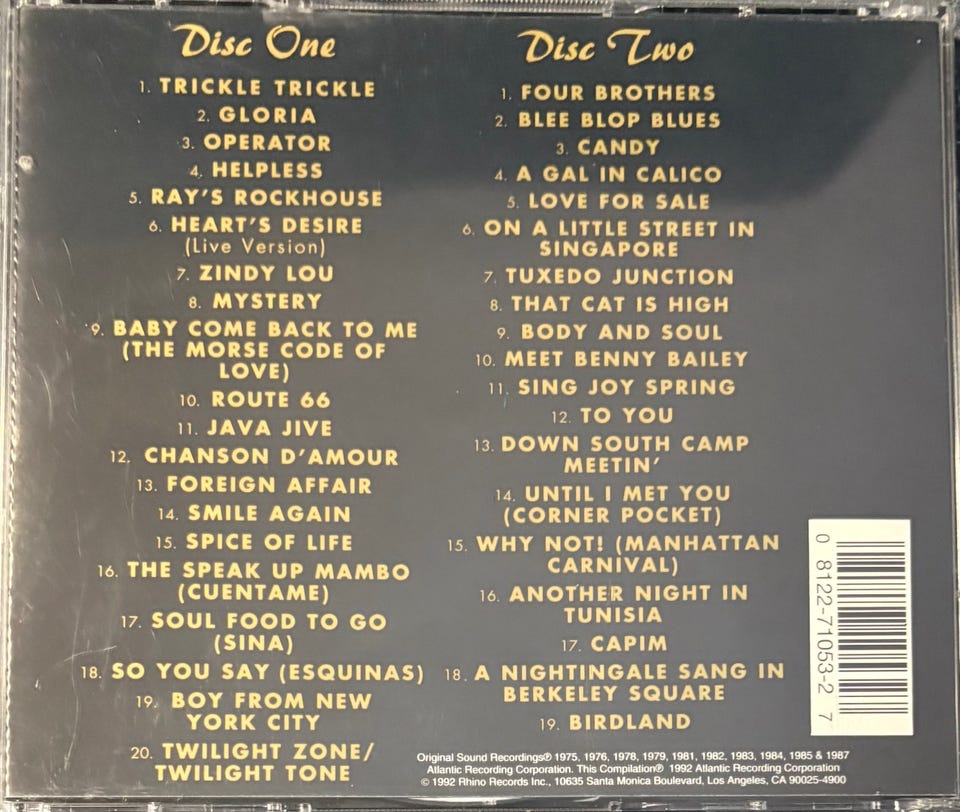 Disc One
1. TRICKLE TRICKLE
2. GLORIA
3. OPERATOR
4. HELPLESS
5. RAY'S ROCKHOUSE
6. HEART'S DESIRE
(Live Version)
7. ZINDY LOU
8. MYSTERY
9. BABY COME BACK TO ME
(THE MORSE CODE OF
LOVE)
10. ROUTE 66
11. JAVA JIVE
12. CHANSON D'AMOUR
13. FOREIGN AFFAIR
14. SMILE AGAIN
15. SPICE OF LIFE
16. THE SPEAK UP MAMBO
(CUENTAME)
17. SOUL FOOD TO GO
(SINA)
18. SO YOU SAY (ESQUINAS)
19. BOY FROM NEW
YORK CITY
20. TWILIGHT ZONE/
TWILIGHT TONE
Disc Two
1. FOUR BROTHERS
2. BLEE BLOP BLUES
3. CANDY
4. A GAL IN CALICO
5. LOVE FOR SALE
6. ON A LITTLE STREET IN
SINGAPORE
7. TUXEDO JUNCTION
8. THAT CAT IS HIGH
9. BODY AND SOUL
10. MEET BENNY BAILEY
11. SING JOY SPRING
12. TO YOU
13. DOWN SOUTH CAMP
MEETIN'
14. UNTIL I MET YOU
(CORNER POCKET)
15. WHY NOT! (MANHATTAN
CARNIVAL)
16. ANOTHER NIGHT IN
TUNISIA
17. CAPIM
18. A NIGHTINGALE SANG IN
BERKELEY SQUARE
19. BIRDLAND
0 8122-71053-2 7
Original Sound Recordings℗ 1975, 1976, 1978, 1979, 1981, 1982, 1983, 1984, 1985 & 1987
Atlantic Recording Corporation. This Compilation℗ 1992 Atlantic Recording Corporation
© 1992 Rhino Records Inc., 10635 Santa Monica Boulevard, Los Angeles, CA 90025-4900